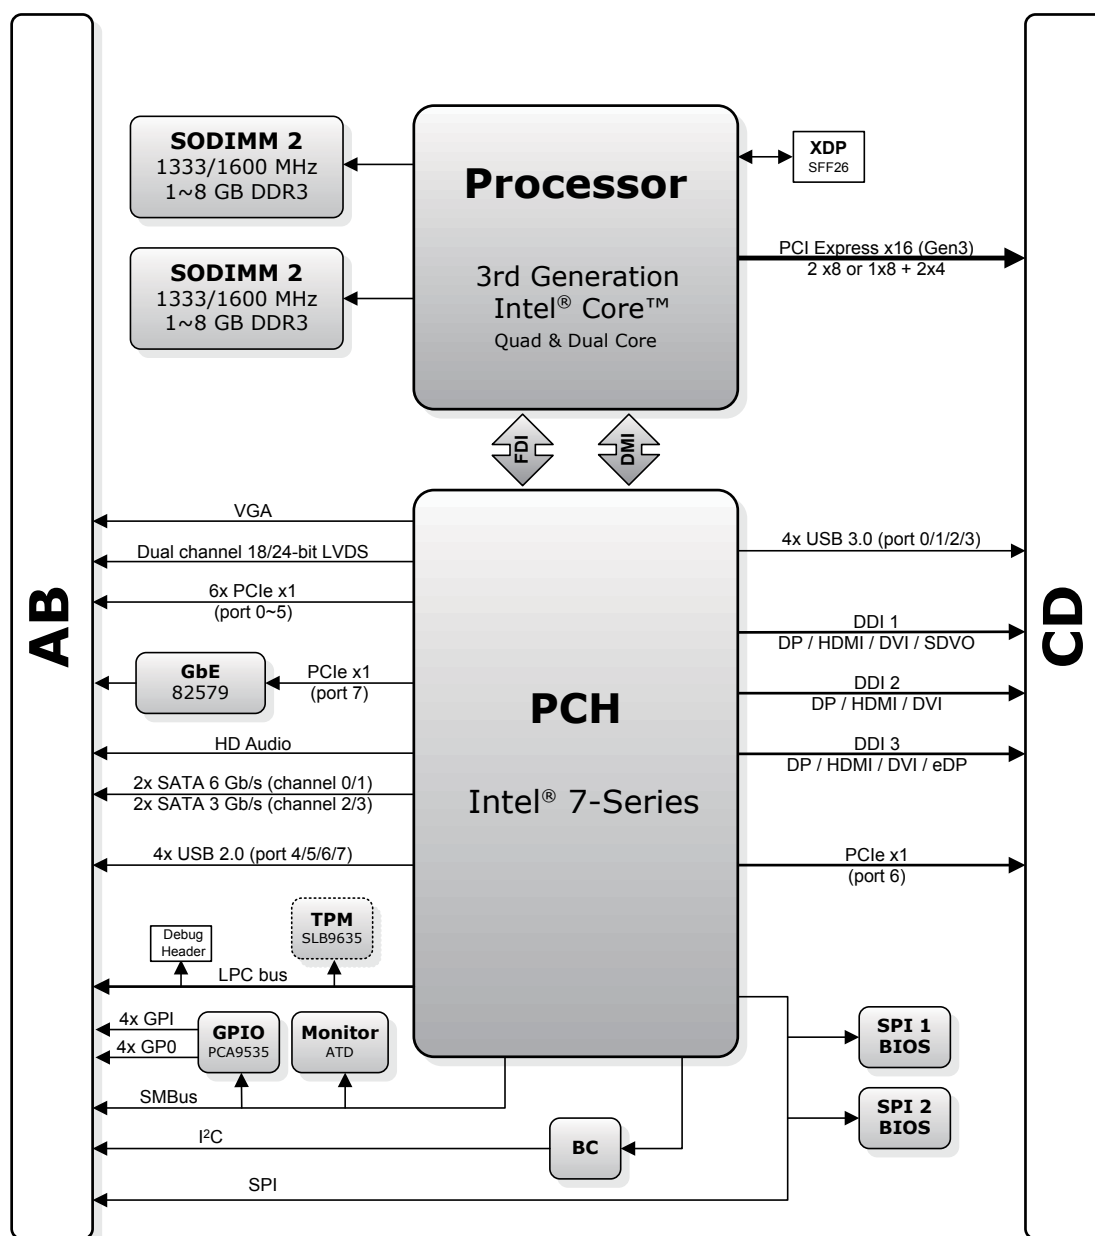 AB
CD
SODIMM 2
1333/1600 MHz
1~8 GB DDR3
SODIMM 2
1333/1600 MHz
1~8 GB DDR3
Processor
3rd Generation
Intel® Core™
Quad & Dual Core
XDP
SFF26
PCI Express x16 (Gen3)
2 x8 or 1x8 + 2x4
FDI
DMI
VGA
Dual channel 18/24-bit LVDS
6x PCIe x1
(port 0~5)
GbE
82579
PCIe x1
(port 7)
HD Audio
2x SATA 6 Gb/s (channel 0/1)
2x SATA 3 Gb/s (channel 2/3)
4x USB 2.0 (port 4/5/6/7)
PCH
Intel® 7-Series
4x USB 3.0 (port 0/1/2/3)
DDI 1
DP / HDMI / DVI / SDVO
DDI 2
DP / HDMI / DVI
DDI 3
DP / HDMI / DVI / eDP
PCIe x1
(port 6)
Debug
Header
TPM
SLB9635
LPC bus
4x GPI
4x GP0
GPIO
PCA9535
Monitor
ATD
SMBus
I²C
BC
SPI
SPI 1
BIOS
SPI 2
BIOS